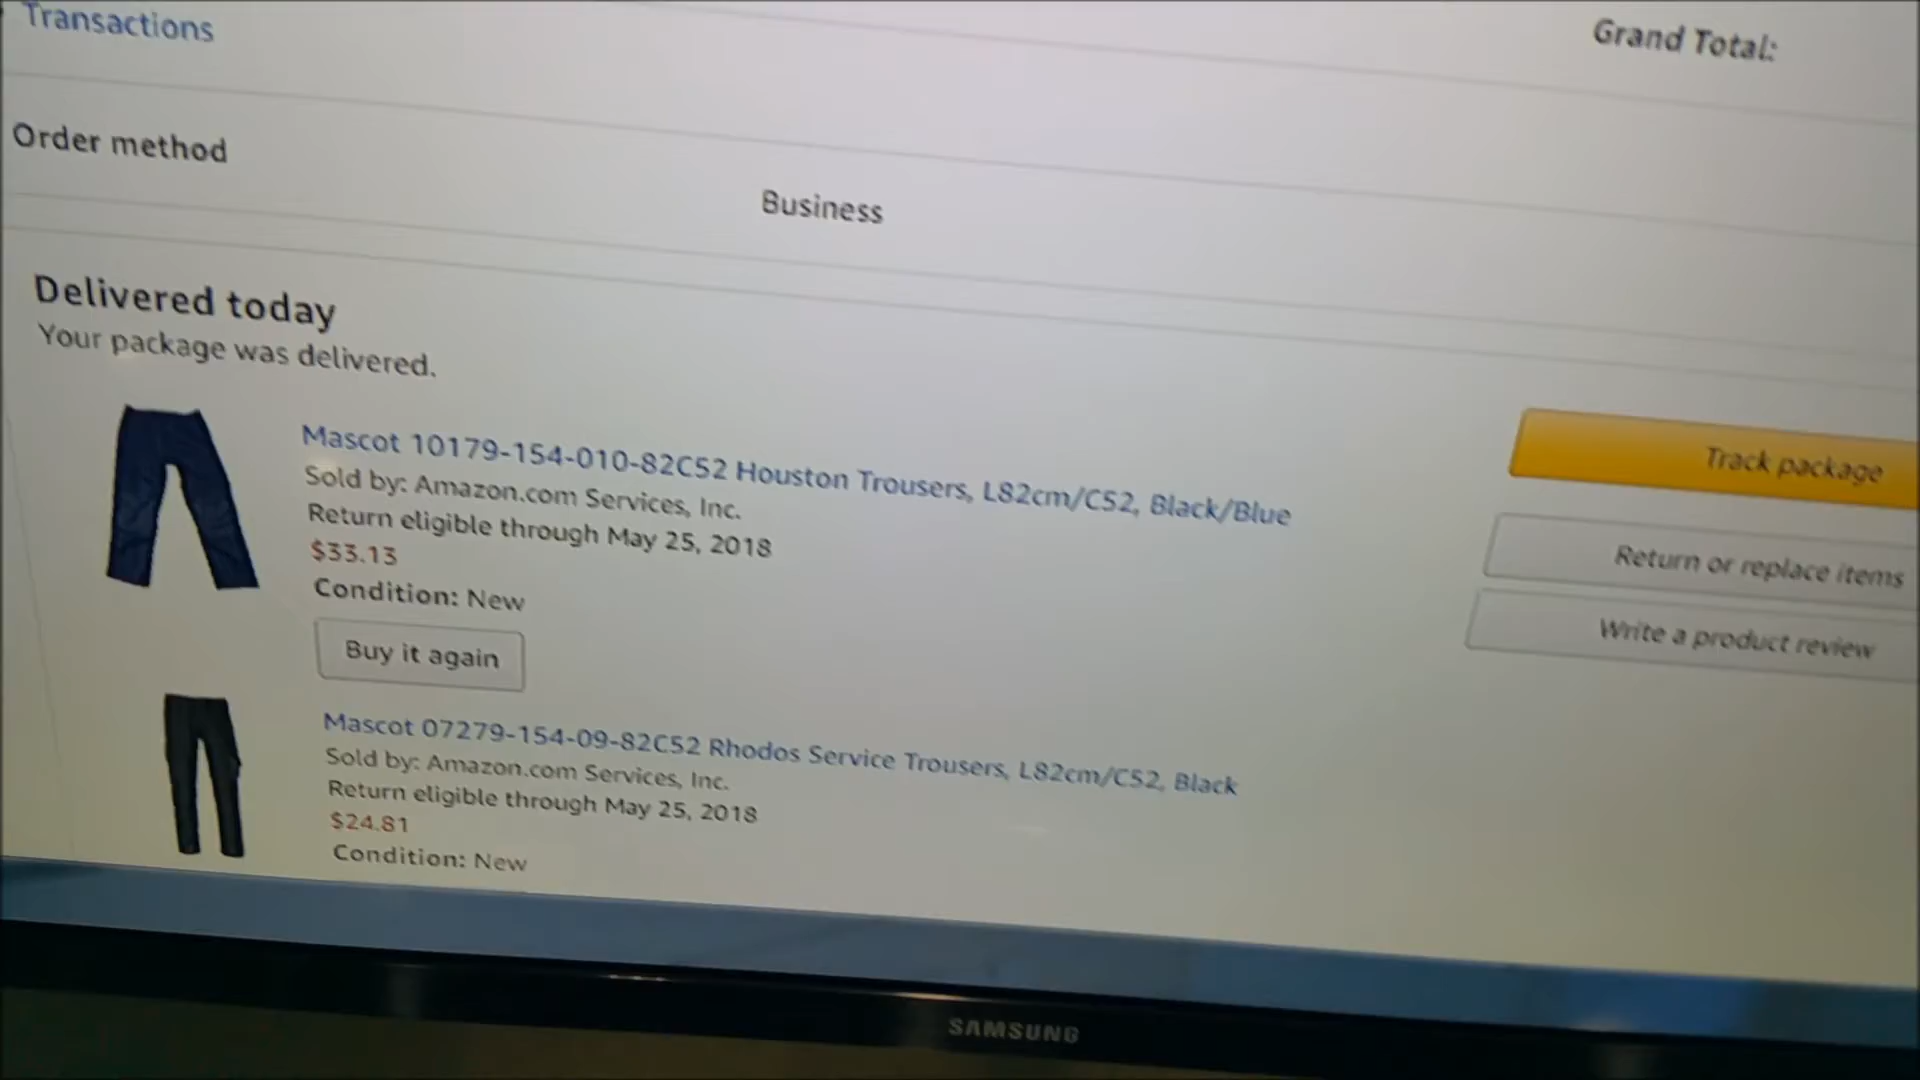 Transactions
Grand Total:
Order method
Business
Delivered today
Your package was delivered.
Mascot 10179-154-010-82C52 Houston Trousers, L82cm/C52, Black/Blue
Sold by: Amazon.com Services, Inc.
Return eligible through May 25, 2018
$33.13
Condition: New
Buy it again
Track package
Return or replace items
Write a product review
Mascot 07279-154-09-82C52 Rhodos Service Trousers, L82cm/C52, Black
Sold by: Amazon.com Services, Inc.
Return eligible through May 25, 2018
$24.81
Condition: New
SAMSUNG